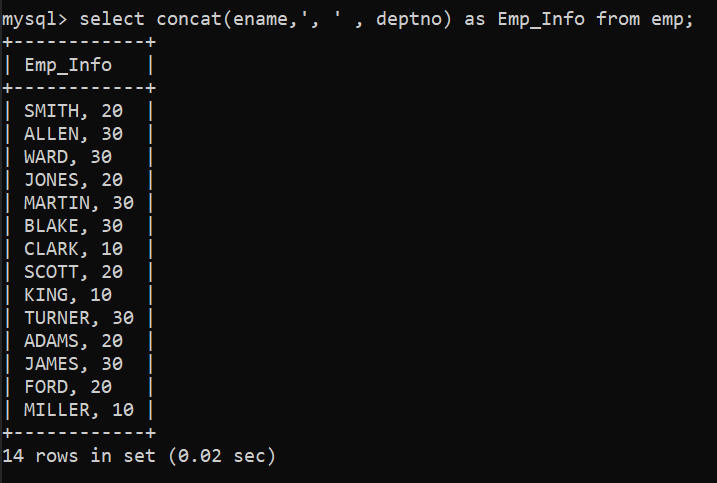 mysql> select concat(ename,', ' , deptno) as Emp_Info from emp;
+------------+
| Emp_Info   |
+------------+
| SMITH, 20  |
| ALLEN, 30  |
| WARD, 30   |
| JONES, 20  |
| MARTIN, 30 |
| BLAKE, 30  |
| CLARK, 10  |
| SCOTT, 20  |
| KING, 10   |
| TURNER, 30 |
| ADAMS, 20  |
| JAMES, 30  |
| FORD, 20   |
| MILLER, 10 |
+------------+
14 rows in set (0.02 sec)